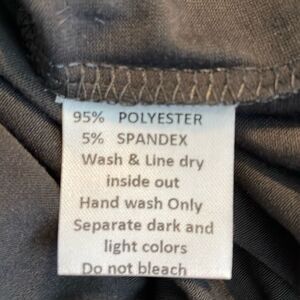 95% POLYESTER
5% SPANDEX
Wash & Line dry
inside out
Hand wash Only
Separate dark and
light colors
Do not bleach